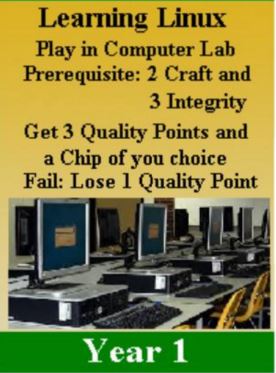 Learning Linux
Play in Computer Lab
Prerequisite: 2 Craft and
3 Integrity
Get 3 Quality Points and
a Chip of you choice
Fail: Lose 1 Quality Point
Year 1